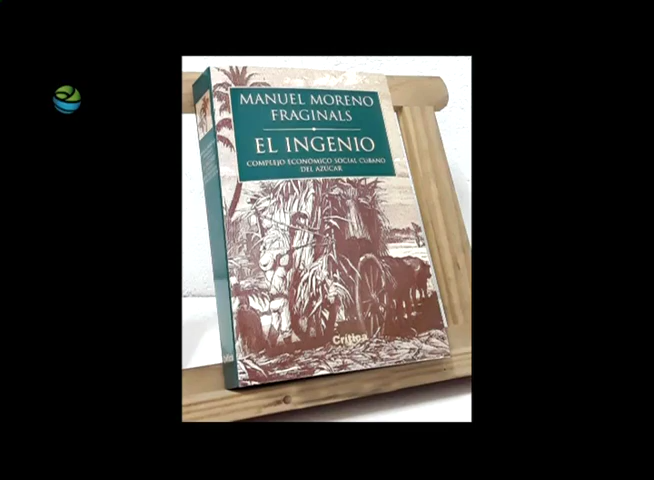 MANUEL MORENO
FRAGINALS
EL INGENIO
COMPLEJO ECONÓMICO SOCIAL CUBANO
DEL AZÚCAR
Crítica